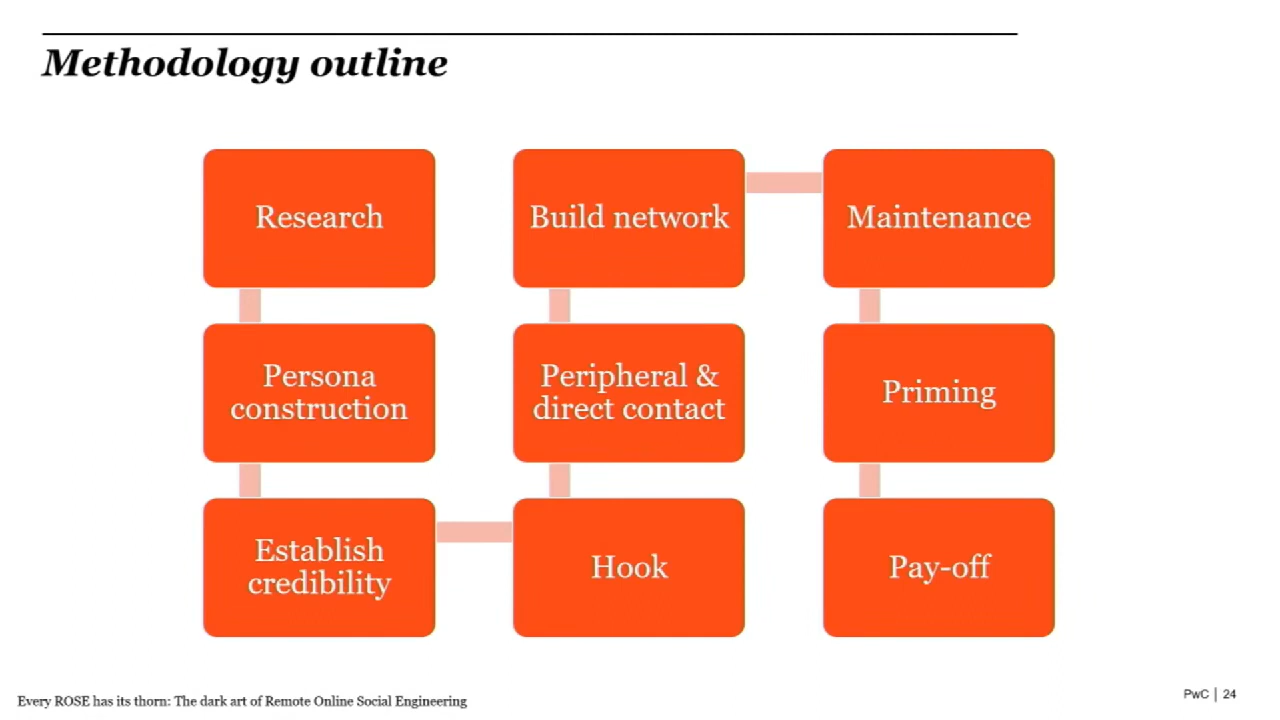 Methodology outline
Research
Persona
construction
Establish
credibility
Hook
Peripheral &
direct contact
Build network
Maintenance
Priming
Pay-off
Every ROSE has its thorn: The dark art of Remote Online Social Engineering
PwC | 24